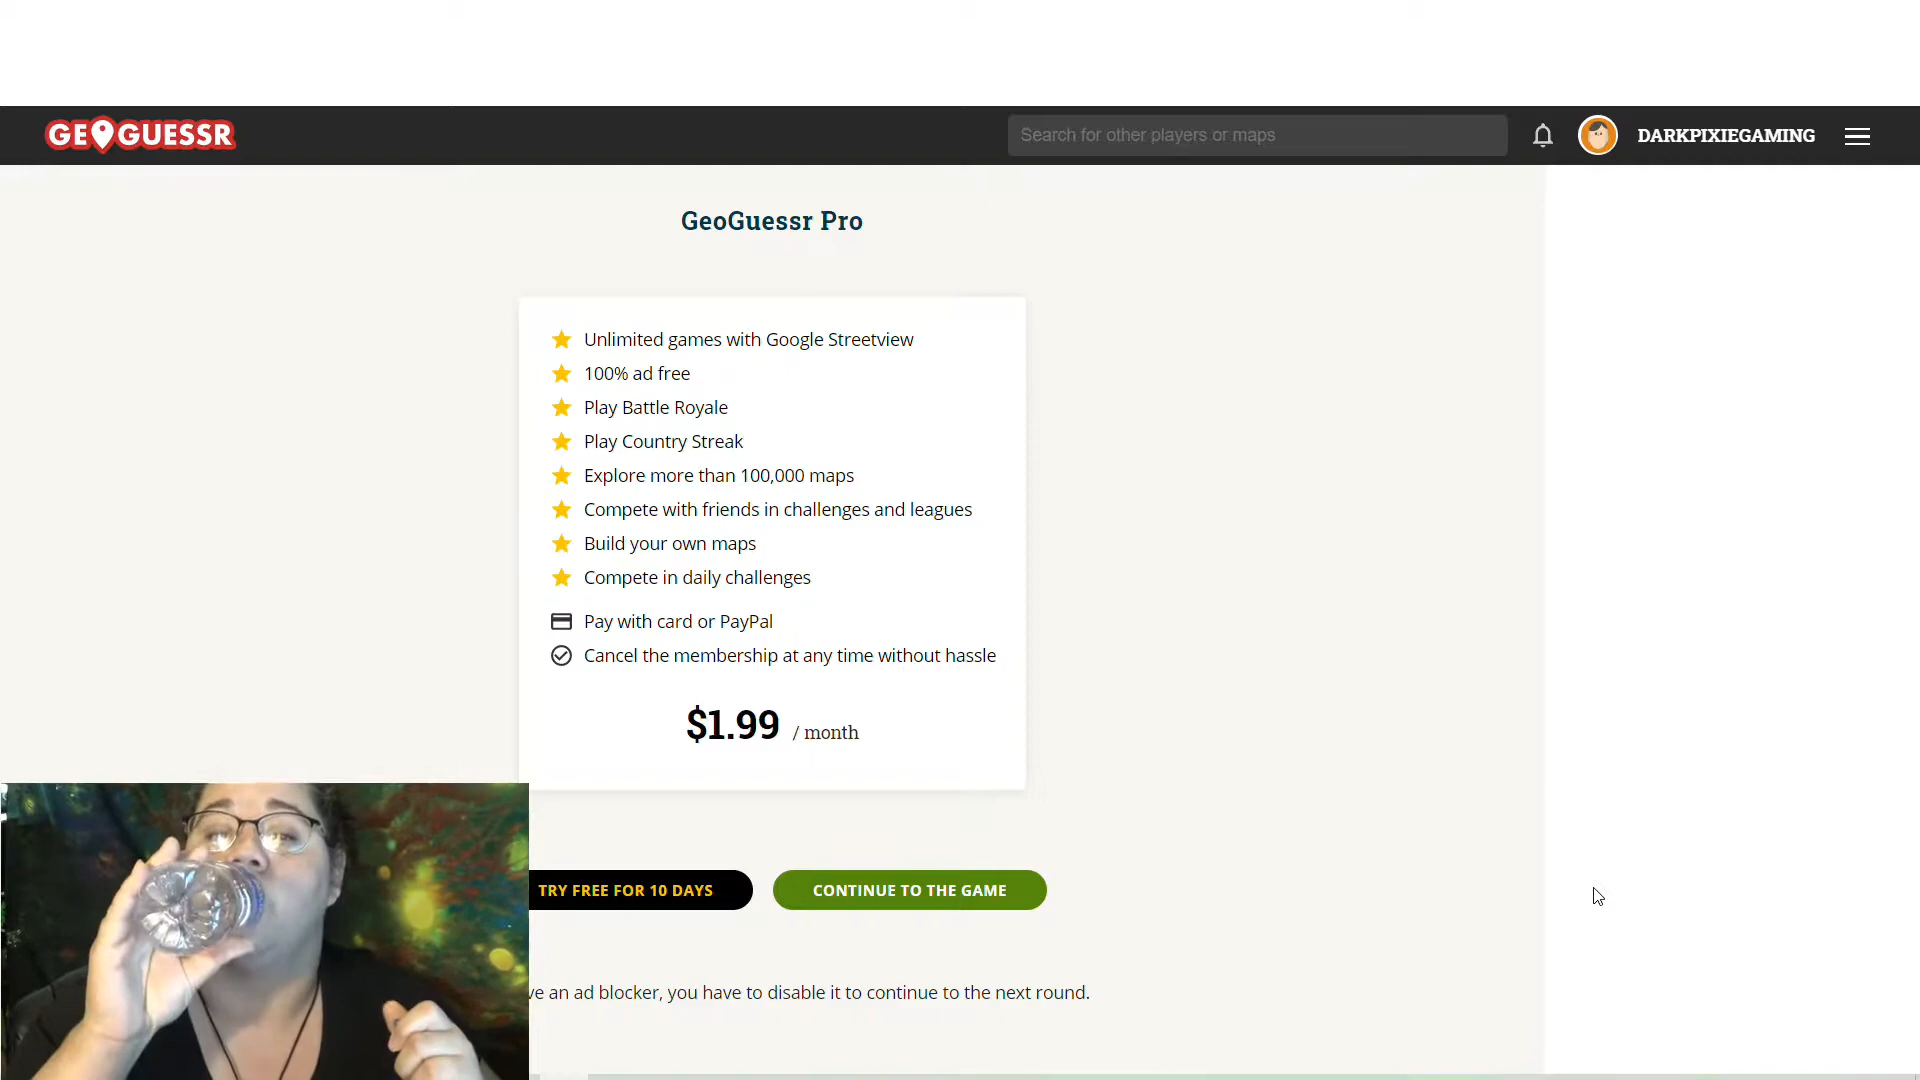 GEOGUESSR
Search for other players or maps
DARKPIXIEGAMING
GeoGuessr Pro
Unlimited games with Google Streetview
100% ad free
Play Battle Royale
Play Country Streak
Explore more than 100,000 maps
Compete with friends in challenges and leagues
Build your own maps
Compete in daily challenges
Pay with card or PayPal
Cancel the membership at any time without hassle
$1.99 / month
TRY FREE FOR 10 DAYS
CONTINUE TO THE GAME
an ad blocker, you have to disable it to continue to the next round.